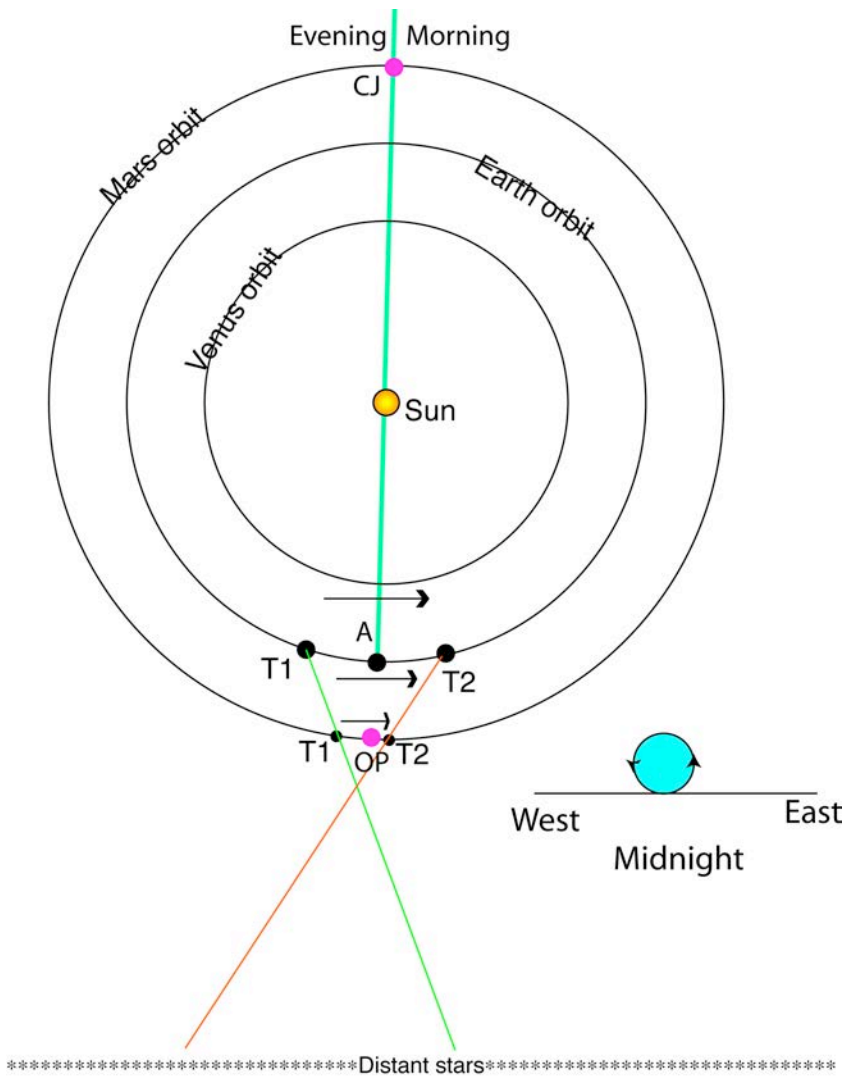 Evening Morning
CJ
Mars orbit
Earth orbit
Venus orbit
Sun
A
T1
T2
T1
OP
T2
West
East
Midnight
******************************Distant stars******************************